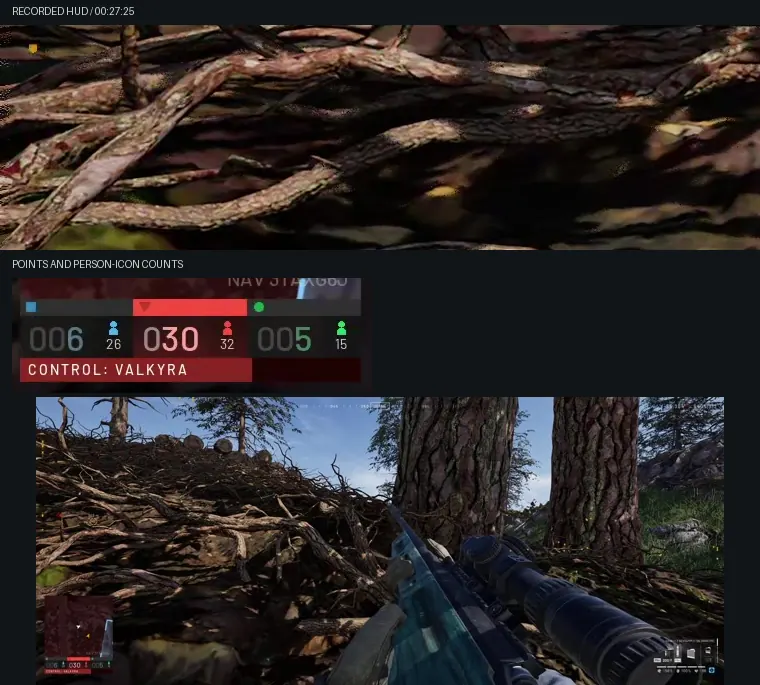 RECORDED HUD / 00:27:25
POINTS AND PERSON-ICON COUNTS
006 26 030 32 005 15
CONTROL: VALKYRA